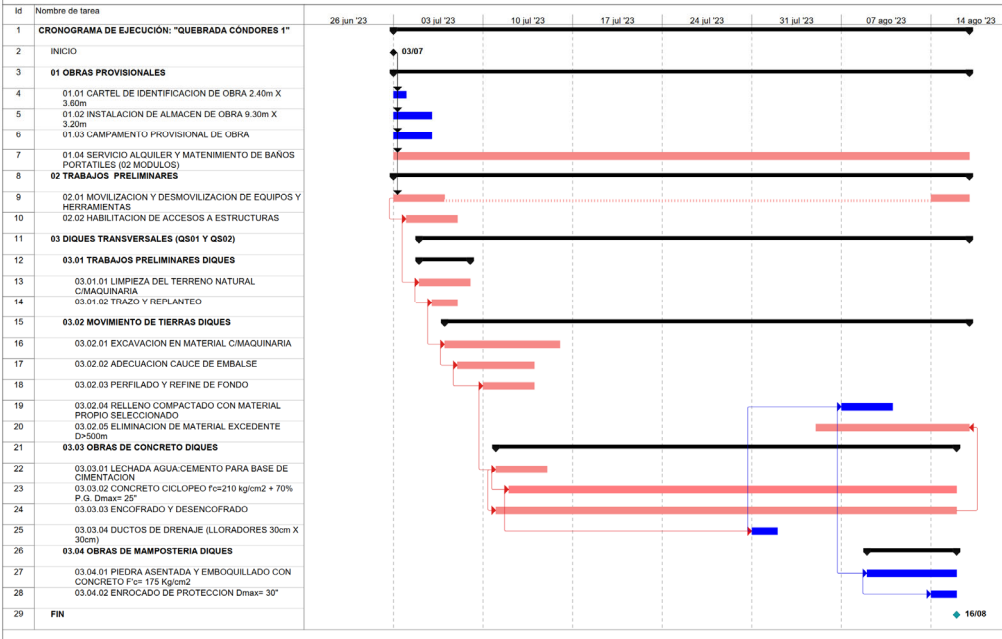 Id Nombre de tarea 26 jun '23 03 jul '23 10 jul '23 17 jul '23 24 jul '23 31 jul '23 07 ago '23 14 ago '23
1 CRONOGRAMA DE EJECUCIÓN: "QUEBRADA CÓNDORES 1"
2 INICIO 03/07
3 01 OBRAS PROVISIONALES
4 01.01 CARTEL DE IDENTIFICACION DE OBRA 2.40m X
3.60m
5 01.02 INSTALACION DE ALMACEN DE OBRA 9.30m X
3.20m
6 01.03 CAMPAMENTO PROVISIONAL DE OBRA
7 01.04 SERVICIO ALQUILER Y MATENIMIENTO DE BAÑOS
PORTATILES (02 MODULOS)
8 02 TRABAJOS PRELIMINARES
9 02.01 MOVILIZACION Y DESMOVILIZACION DE EQUIPOS Y
HERRAMIENTAS
10 02.02 HABILITACION DE ACCESOS A ESTRUCTURAS
11 03 DIQUES TRANSVERSALES (QS01 Y QS02)
12 03.01 TRABAJOS PRELIMINARES DIQUES
13 03.01.01 LIMPIEZA DEL TERRENO NATURAL
C/MAQUINARIA
14 03.01.02 TRAZO Y REPLANTEO
15 03.02 MOVIMIENTO DE TIERRAS DIQUES
16 03.02.01 EXCAVACION EN MATERIAL C/MAQUINARIA
17 03.02.02 ADECUACION CAUCE DE EMBALSE
18 03.02.03 PERFILADO Y REFINE DE FONDO
19 03.02.04 RELLENO COMPACTADO CON MATERIAL
PROPIO SELECCIONADO
20 03.02.05 ELIMINACION DE MATERIAL EXCEDENTE
D>500m
21 03.03 OBRAS DE CONCRETO DIQUES
22 03.03.01 LECHADA AGUA:CEMENTO PARA BASE DE
CIMENTACION
23 03.03.02 CONCRETO CICLOPEO f'c=210 kg/cm2 + 70%
P.G. Dmax= 25"
24 03.03.03 ENCOFRADO Y DESENCOFRADO
25 03.03.04 DUCTOS DE DRENAJE (LLORADORES 30cm X
30cm)
26 03.04 OBRAS DE MAMPOSTERIA DIQUES
27 03.04.01 PIEDRA ASENTADA Y EMBOQUILLADO CON
CONCRETO F'c= 175 Kg/cm2
28 03.04.02 ENROCADO DE PROTECCION Dmax= 30"
29 FIN 16/08